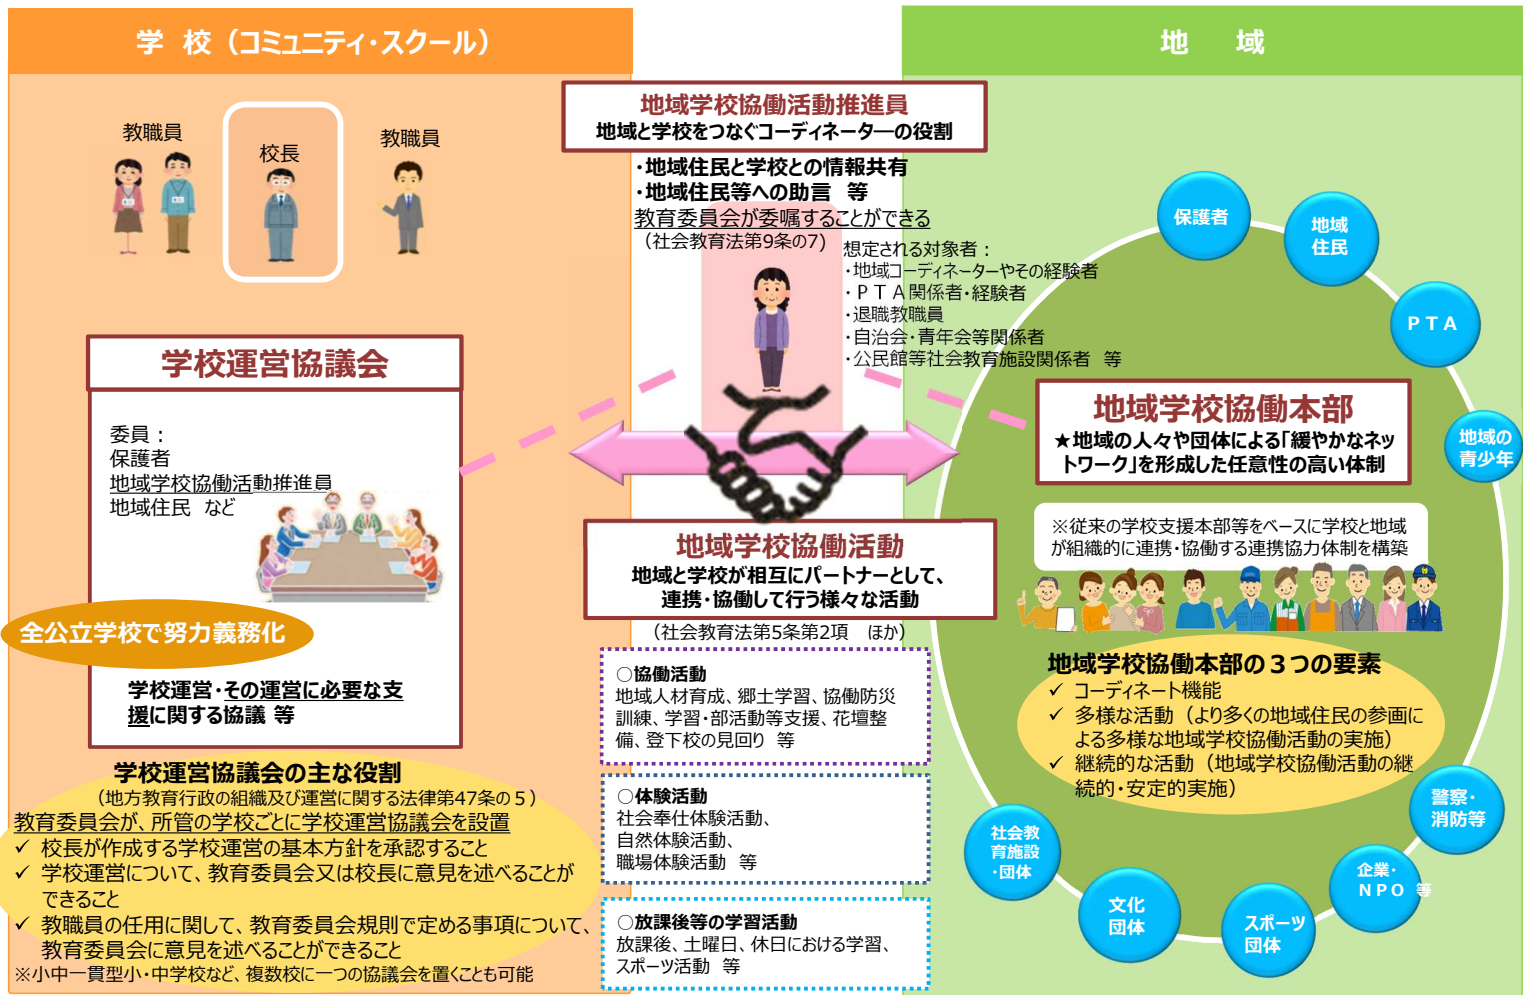 学 校（コミュニティ・スクール）
教職員
校長
教職員
学校運営協議会
委員：
保護者
地域学校協働活動推進員
地域住民 など
全公立学校で努力義務化
学校運営・その運営に必要な支
援に関する協議 等
学校運営協議会の主な役割
（地方教育行政の組織及び運営に関する法律第47条の５）
教育委員会が、所管の学校ごとに学校運営協議会を設置
✓ 校長が作成する学校運営の基本方針を承認すること
✓ 学校運営について、教育委員会又は校長に意見を述べることが
できること
✓ 教職員の任用に関して、教育委員会規則で定める事項について、
教育委員会に意見を述べることができること
※小中一貫型小・中学校など、複数校に一つの協議会を置くことも可能
地域学校協働活動推進員
地域と学校をつなぐコーディネーターの役割
・地域住民と学校との情報共有
・地域住民等への助言 等
教育委員会が委嘱することができる
（社会教育法第9条の7）
想定される対象者：
・地域コーディネーターやその経験者
・ＰＴＡ関係者・経験者
・退職教職員
・自治会・青年会等関係者
・公民館等社会教育施設関係者 等
地域学校協働活動
地域と学校が相互にパートナーとして、
連携・協働して行う様々な活動
（社会教育法第5条第2項 ほか）
○協働活動
地域人材育成、郷土学習、協働防災
訓練、学習・部活動等支援、花壇整
備、登下校の見回り 等
○体験活動
社会奉仕体験活動、
自然体験活動、
職場体験活動 等
○放課後等の学習活動
放課後、土曜日、休日における学習、
スポーツ活動 等
地 域
保護者
地域
住民
ＰＴＡ
地域の
青少年
地域学校協働本部
★地域の人々や団体による「緩やかなネッ
トワーク」を形成した任意性の高い体制
※従来の学校支援本部等をベースに学校と地域
が組織的に連携・協働する連携協力体制を構築
地域学校協働本部の３つの要素
✓ コーディネート機能
✓ 多様な活動（より多くの地域住民の参画に
よる多様な地域学校協働活動の実施）
✓ 継続的な活動（地域学校協働活動の継
続的・安定的実施）
警察・
消防等
企業・
ＮＰＯ 等
スポーツ
団体
文化
団体
社会教
育施設
・団体